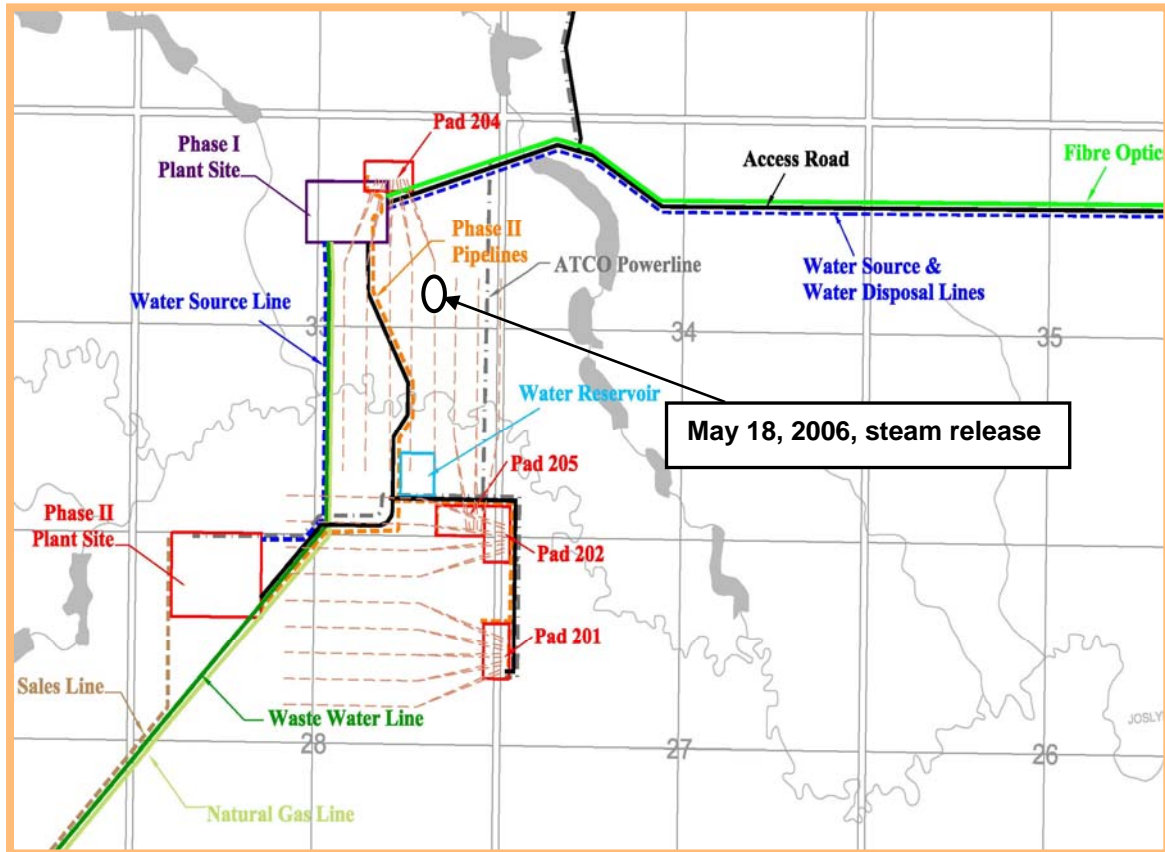 Pad 204
Phase I
Plant Site
Access Road
Fibre Optic
Phase II
Pipelines
ATCO Powerline
Water Source &
Water Disposal Lines
Water Source Line
34
35
Water Reservoir
May 18, 2006, steam release
Pad 205
Phase II
Plant Site
Pad 202
Pad 201
Sales Line
Waste Water Line
JOSLY
28
27
26
Natural Gas Line